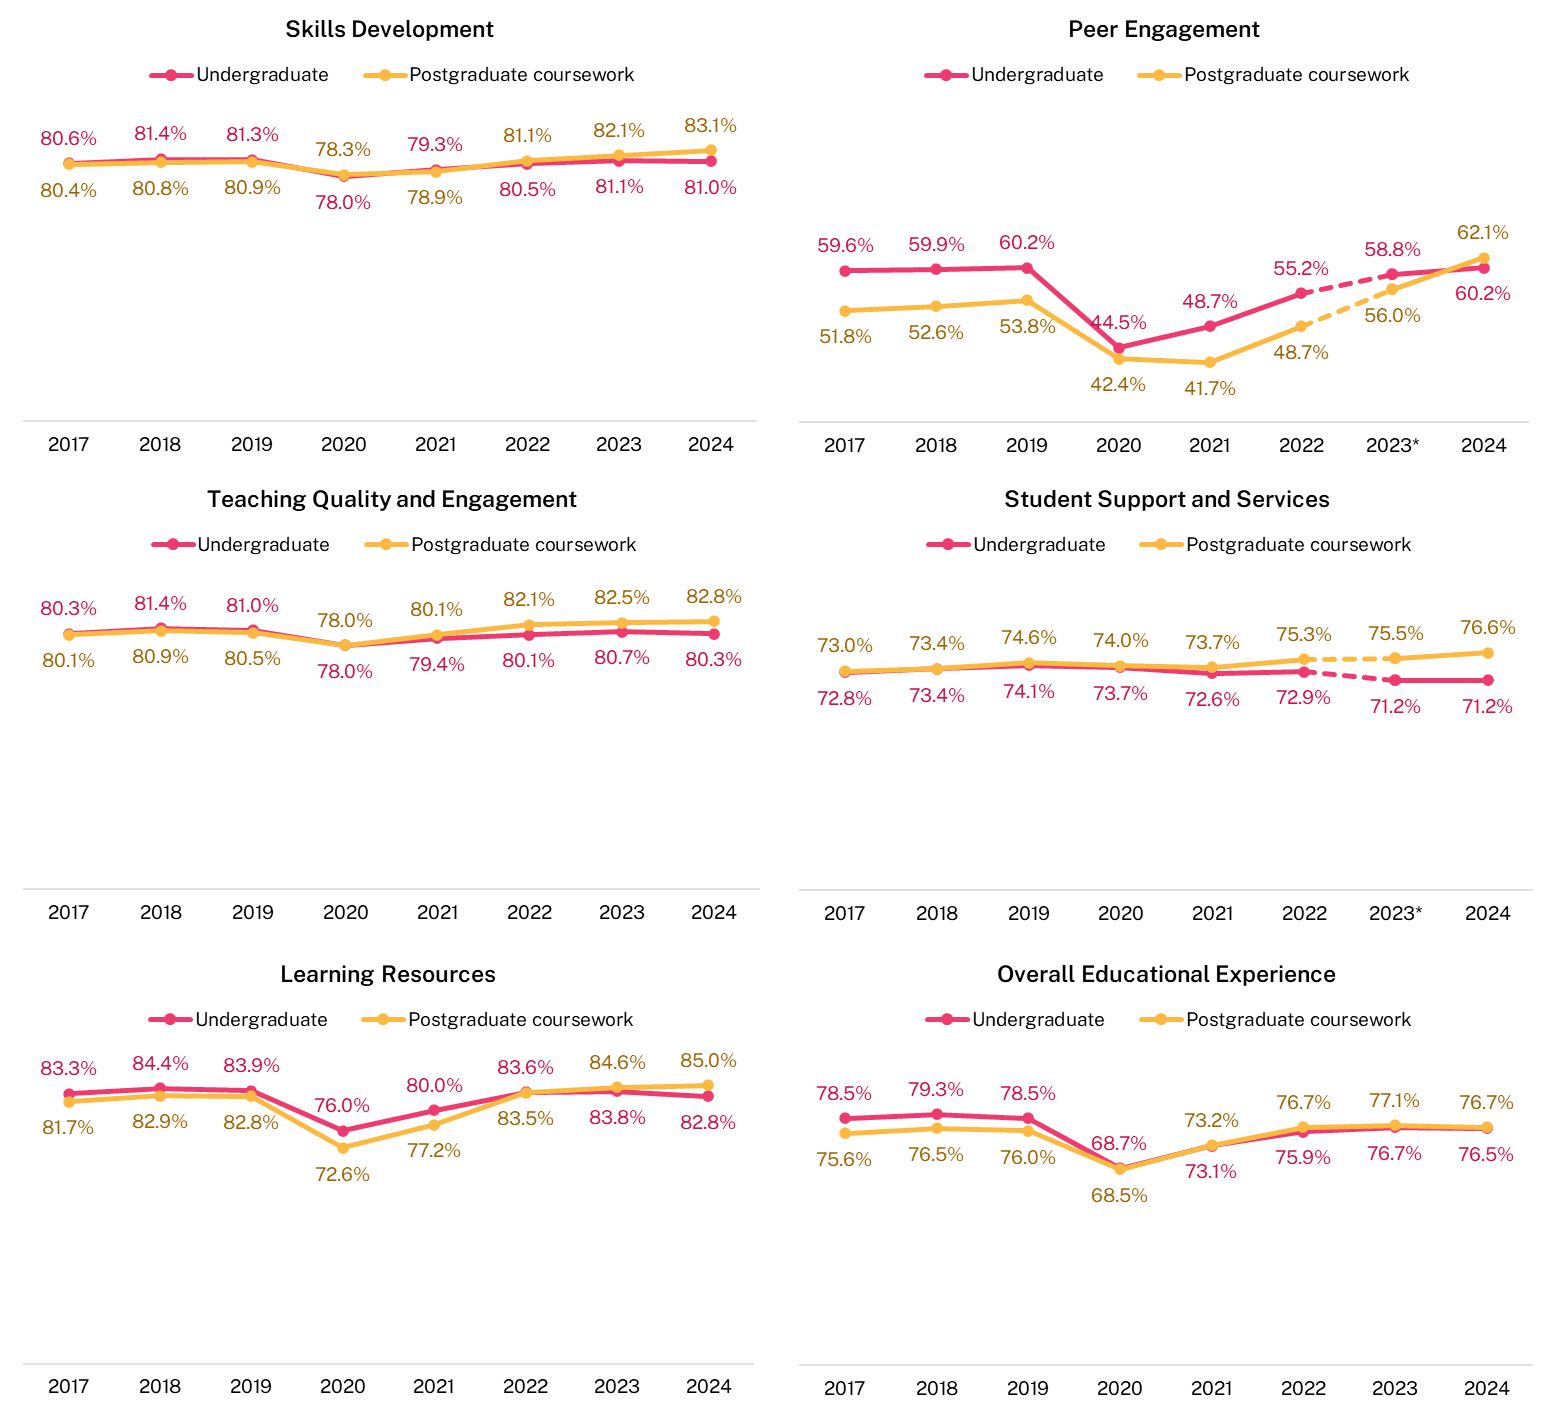 Skills Development
Undergraduate Postgraduate coursework
80.6% 81.4% 81.3% 78.3% 79.3% 81.1% 82.1% 83.1%
80.4% 80.8% 80.9% 78.0% 78.9% 80.5% 81.1% 81.0%
2017 2018 2019 2020 2021 2022 2023 2024
Peer Engagement
Undergraduate Postgraduate coursework
59.6% 59.9% 60.2% 44.5% 48.7% 55.2% 58.8% 62.1%
51.8% 52.6% 53.8% 42.4% 41.7% 48.7% 56.0% 60.2%
2017 2018 2019 2020 2021 2022 2023* 2024
Teaching Quality and Engagement
Undergraduate Postgraduate coursework
80.3% 81.4% 81.0% 78.0% 80.1% 82.1% 82.5% 82.8%
80.1% 80.9% 80.5% 78.0% 79.4% 80.1% 80.7% 80.3%
2017 2018 2019 2020 2021 2022 2023 2024
Student Support and Services
Undergraduate Postgraduate coursework
73.0% 73.4% 74.6% 74.0% 73.7% 75.3% 75.5% 76.6%
72.8% 73.4% 74.1% 73.7% 72.6% 72.9% 71.2% 71.2%
2017 2018 2019 2020 2021 2022 2023* 2024
Learning Resources
Undergraduate Postgraduate coursework
83.3% 84.4% 83.9% 76.0% 80.0% 83.6% 84.6% 85.0%
81.7% 82.9% 82.8% 72.6% 77.2% 83.5% 83.8% 82.8%
2017 2018 2019 2020 2021 2022 2023 2024
Overall Educational Experience
Undergraduate Postgraduate coursework
78.5% 79.3% 78.5% 68.7% 73.2% 76.7% 77.1% 76.7%
75.6% 76.5% 76.0% 68.5% 73.1% 75.9% 76.7% 76.5%
2017 2018 2019 2020 2021 2022 2023 2024